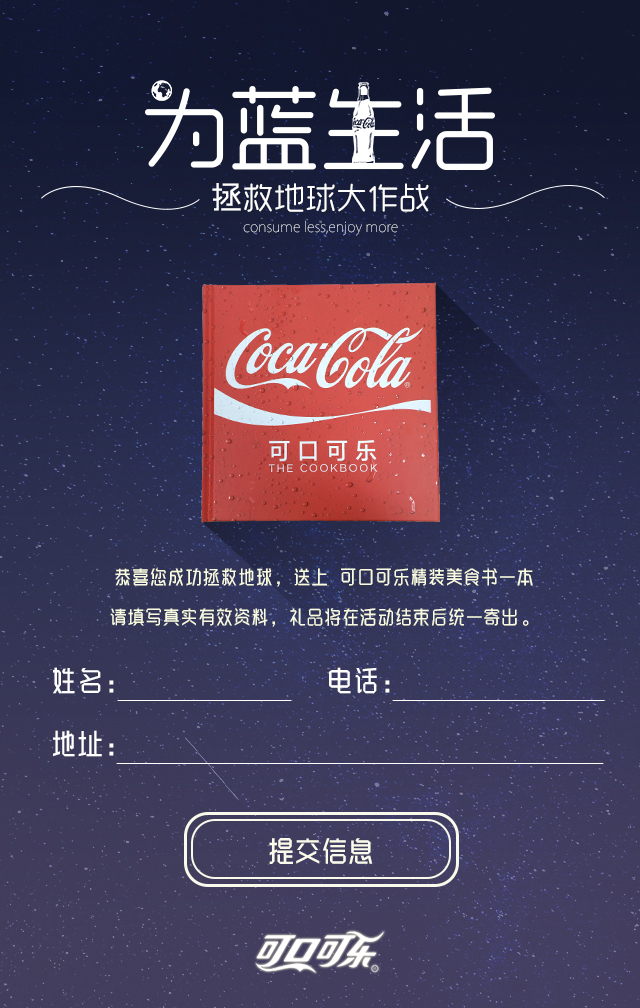 为蓝生活
Coca-Cola
拯救地球大作战
consume less,enjoy more
Coca-Cola®
可口可乐
THE COOKBOOK
恭喜您成功拯救地球，送上 可口可乐精装美食书一本
请填写真实有效资料，礼品将在活动结束后统一寄出。
姓名: 电话:
地址:
提交信息
可口可乐®